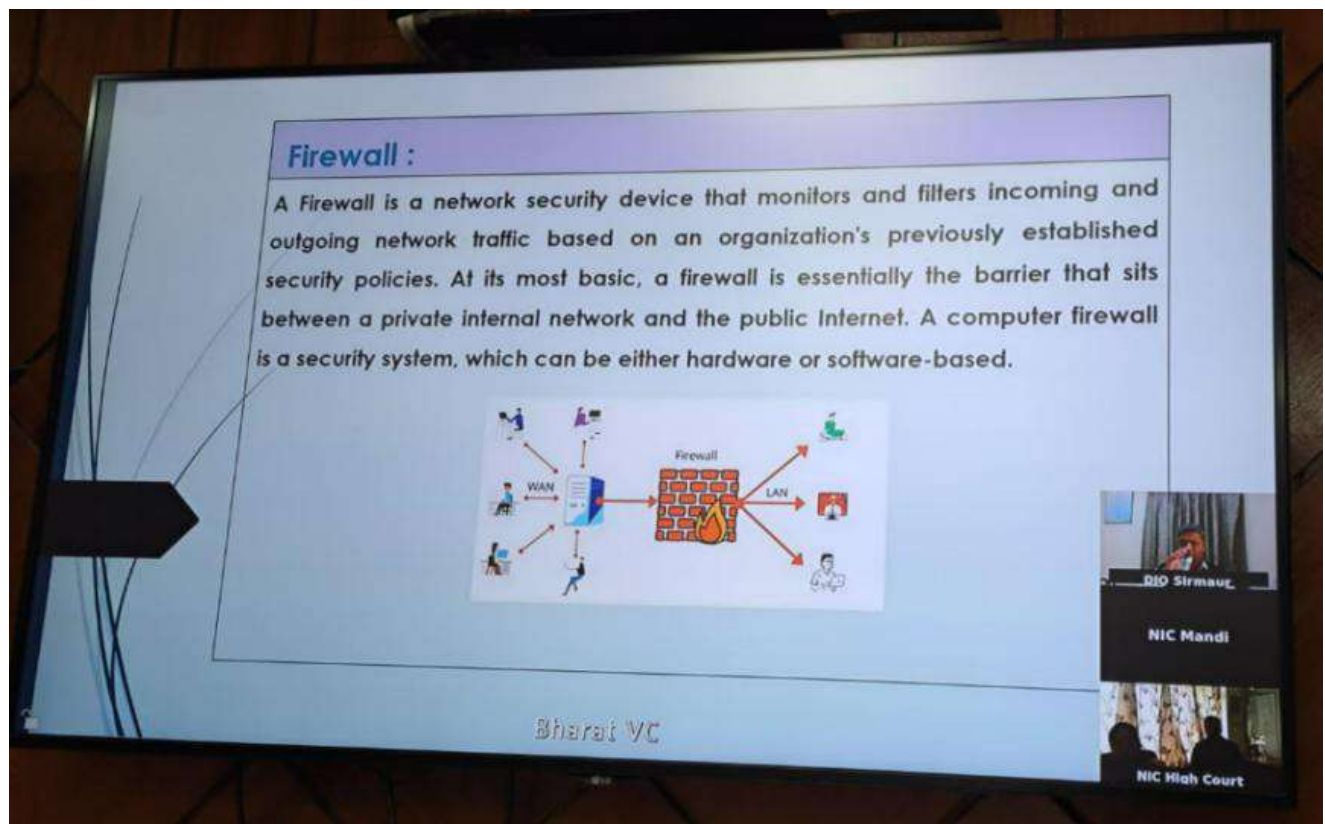 Firewall :
A Firewall is a network security device that monitors and filters incoming and
outgoing network traffic based on an organization's previously established
security policies. At its most basic, a firewall is essentially the barrier that sits
between a private internal network and the public Internet. A computer firewall
is a security system, which can be either hardware or software-based.
Firewall
WAN
LAN
DIO Sirmaur
NIC Mandi
NIC High Court
Bharat VC